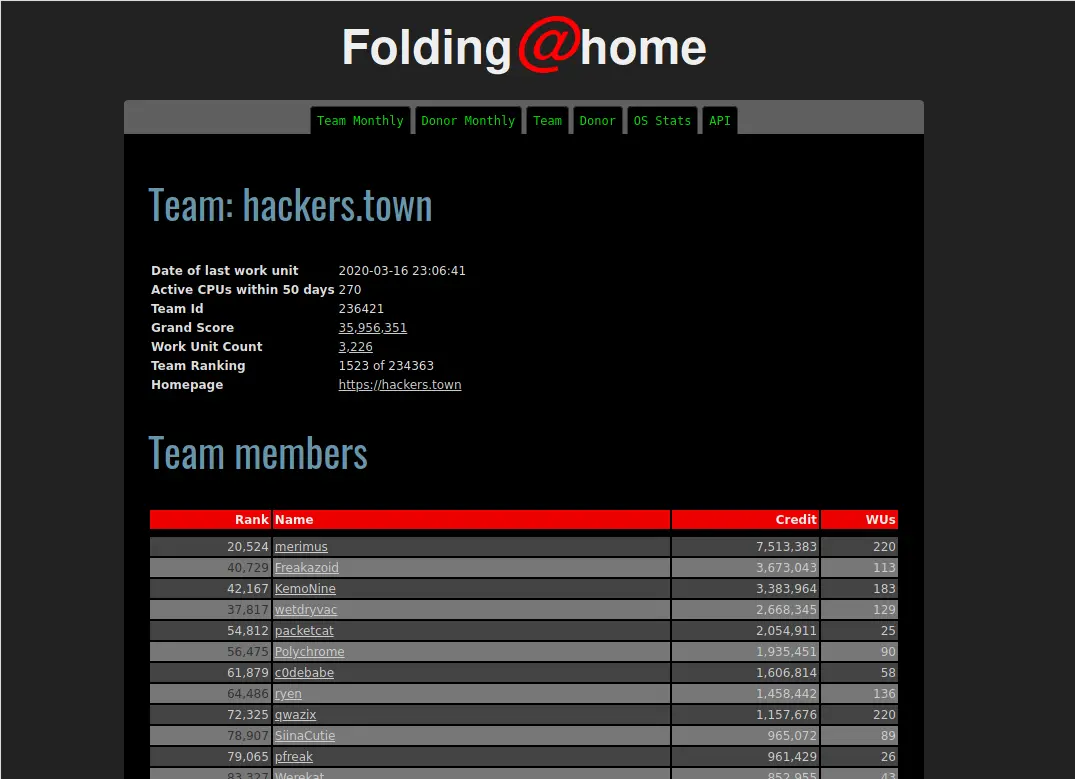 Folding@home
Team Monthly Donor Monthly Team Donor OS Stats API
Team: hackers.town
Date of last work unit 2020-03-16 23:06:41
Active CPUs within 50 days 270
Team Id 236421
Grand Score 35,956,351
Work Unit Count 3,226
Team Ranking 1523 of 234363
Homepage https://hackers.town
Team members
Rank Name Credit WUs
20,524 merimus 7,513,383 220
40,729 Freakazoid 3,673,043 113
42,167 KemoNine 3,383,964 183
37,817 wetdryvac 2,668,345 129
54,812 packetcat 2,054,911 25
56,475 Polychrome 1,935,451 90
61,879 c0debabe 1,606,814 58
64,486 ryen 1,458,442 136
72,325 qwazix 1,157,676 220
78,907 SiinaCutie 965,072 89
79,065 pfreak 961,429 26
83,327 Werekat 852,955 43